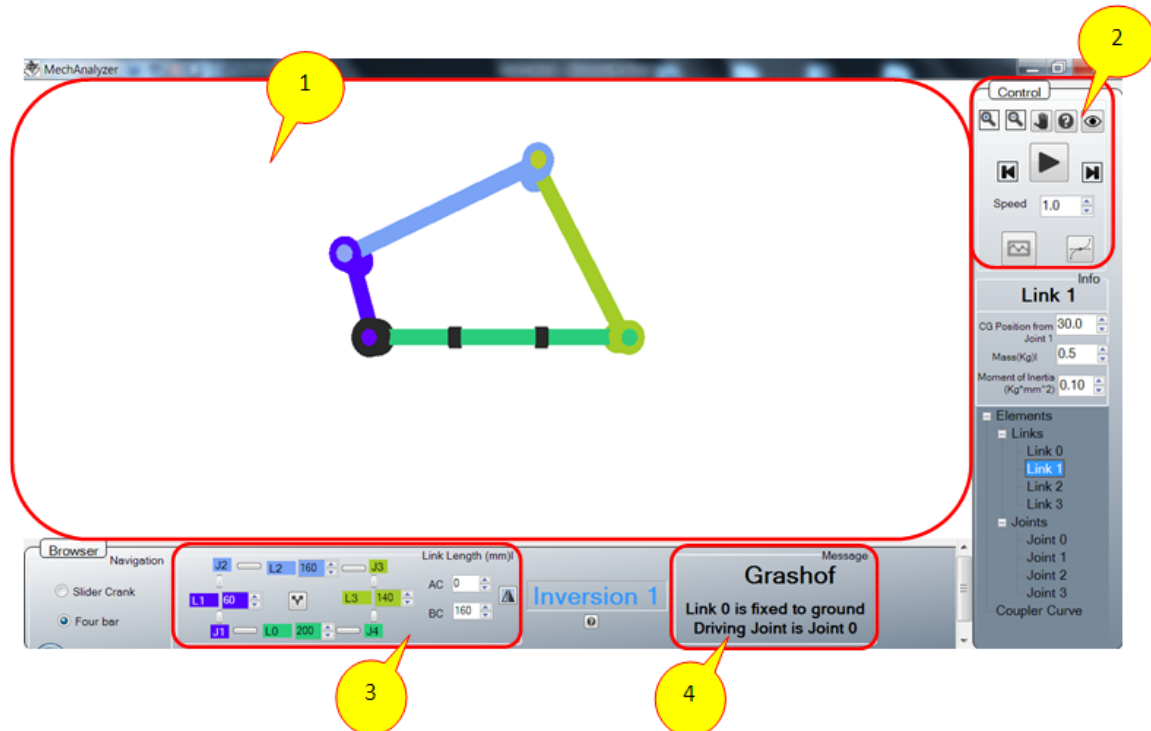 2
MechAnalyzer
1
Control
Speed 1.0
Info
Link 1
CG Position from Joint 1 30.0
Mass(Kg)l 0.5
Moment of Inertia (Kg*mm^2) 0.10
Elements
Links
Link 0
Link 1
Link 2
Link 3
Joints
Joint 0
Joint 1
Joint 2
Joint 3
Coupler Curve
Browser
Navigation
Slider Crank
Four bar
Link Length (mm)l
J2 L2 160 J3
L1 60 L3 140
J1 L0 200 J4
AC 0
BC 160
Inversion 1
Message
Grashof
Link 0 is fixed to ground
Driving Joint is Joint 0
3
4